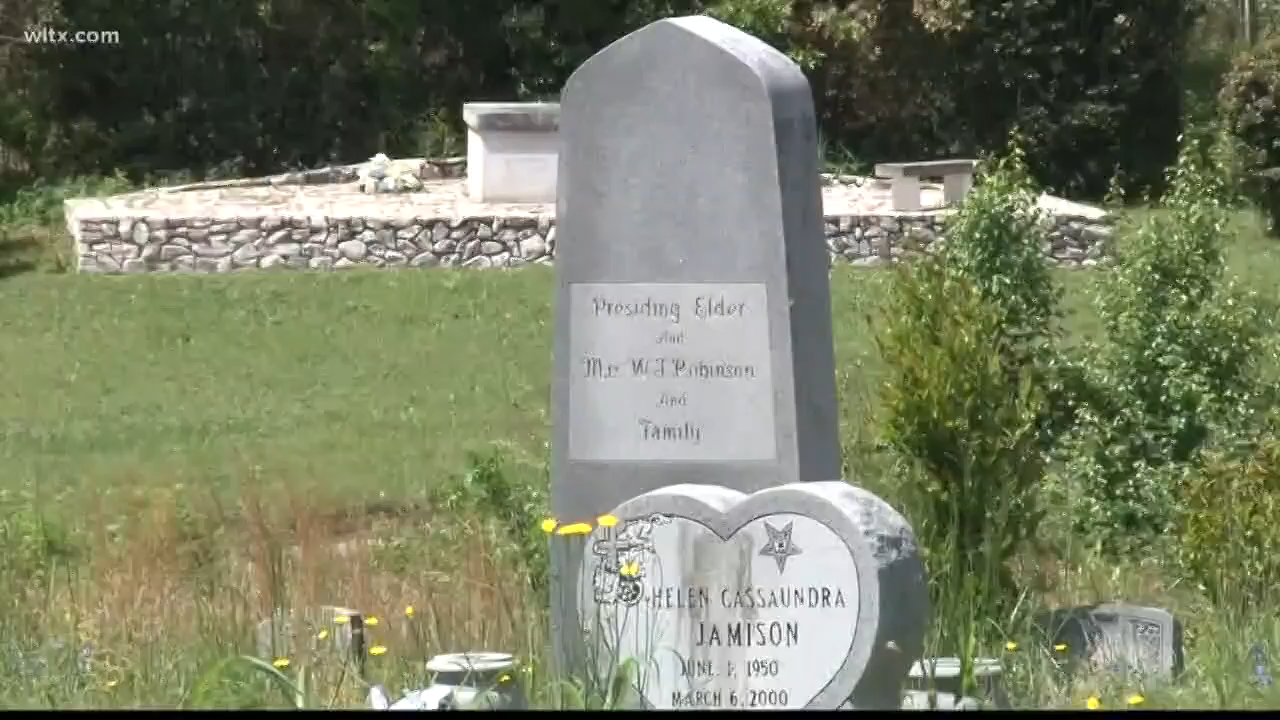 wltx.com
Presiding Elder
And
Mr. W J Robinson
And
Family
HELEN CASSAUNDRA
JAMISON
JUNE 1, 1950
MARCH 6, 2000